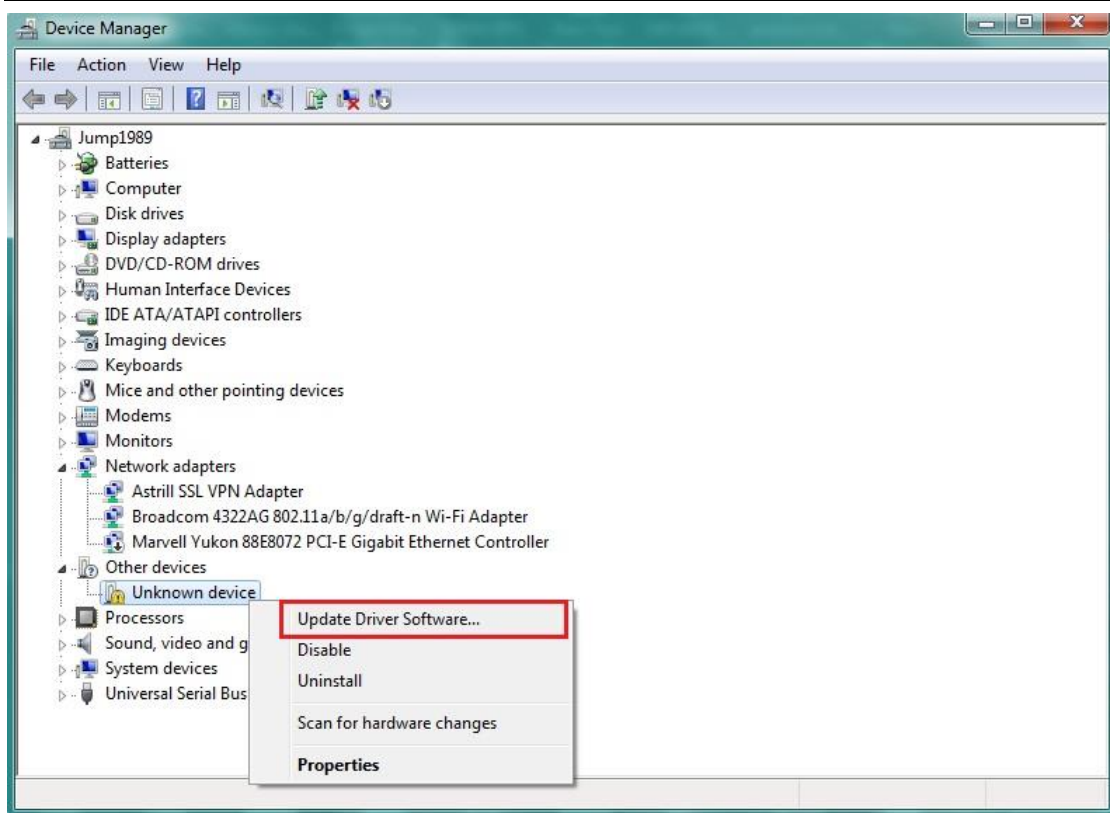 Device Manager
File Action View Help
Jump1989
Batteries
Computer
Disk drives
Display adapters
DVD/CD-ROM drives
Human Interface Devices
IDE ATA/ATAPI controllers
Imaging devices
Keyboards
Mice and other pointing devices
Modems
Monitors
Network adapters
Astrill SSL VPN Adapter
Broadcom 4322AG 802.11a/b/g/draft-n Wi-Fi Adapter
Marvell Yukon 88E8072 PCI-E Gigabit Ethernet Controller
Other devices
Unknown device
Processors
Sound, video and g
System devices
Universal Serial Bus
Update Driver Software...
Disable
Uninstall
Scan for hardware changes
Properties